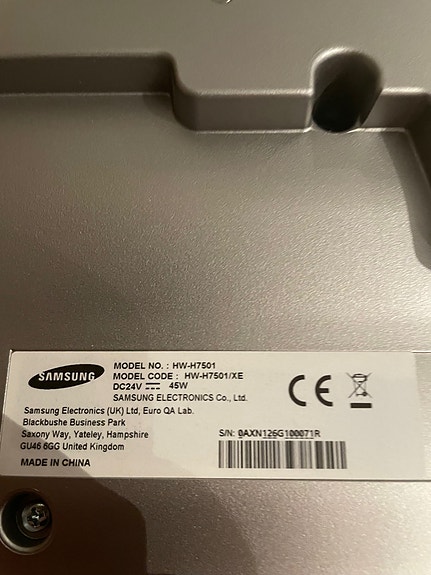 SAMSUNG
MODEL NO. : HW-H7501
MODEL CODE : HW-H7501/XE
DC24V 45W
SAMSUNG ELECTRONICS Co., Ltd.
Samsung Electronics (UK) Ltd, Euro QA Lab.
Blackbushe Business Park
Saxony Way, Yateley, Hampshire
GU46 6GG United Kingdom
MADE IN CHINA
CE
S/N: 0AXN126G100071R